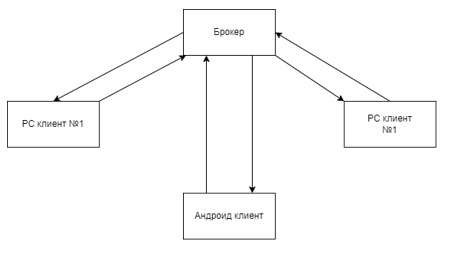 Брокер
PC клиент №1
PC клиент
№1
Андроид клиент